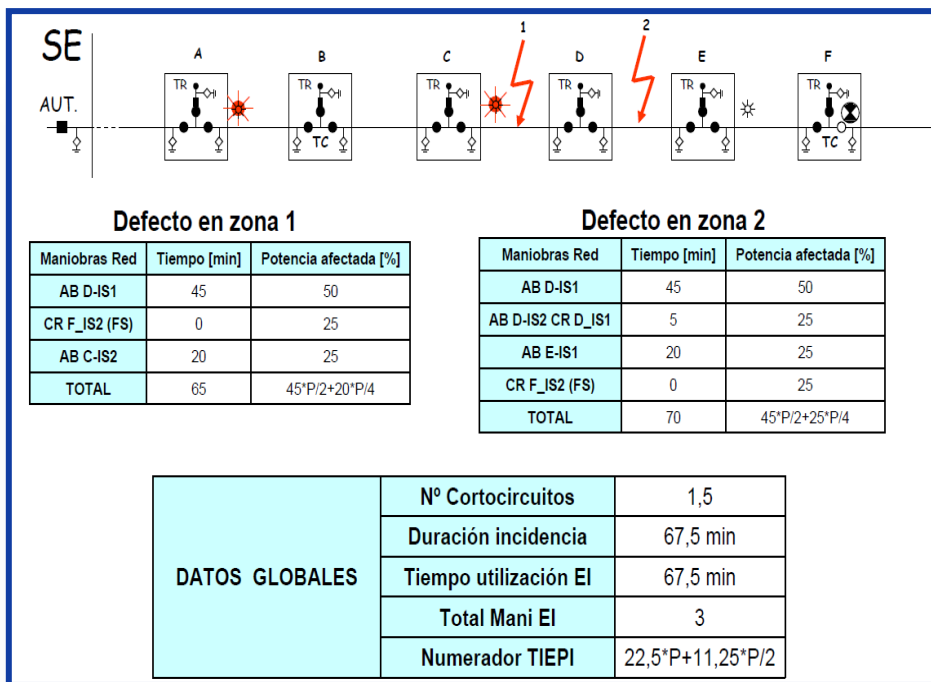 SE
AUT.
A B C 1 D 2 E F
TR TR TR TR TR TR
TC TC
Defecto en zona 1
Maniobras Red Tiempo [min] Potencia afectada [%]
AB D-IS1 45 50
CR F_IS2 (FS) 0 25
AB C-IS2 20 25
TOTAL 65 45*P/2+20*P/4
Defecto en zona 2
Maniobras Red Tiempo [min] Potencia afectada [%]
AB D-IS1 45 50
AB D-IS2 CR D_IS1 5 25
AB E-IS1 20 25
CR F_IS2 (FS) 0 25
TOTAL 70 45*P/2+25*P/4
DATOS GLOBALES
Nº Cortocircuitos 1,5
Duración incidencia 67,5 min
Tiempo utilización EI 67,5 min
Total Mani EI 3
Numerador TIEPI 22,5*P+11,25*P/2